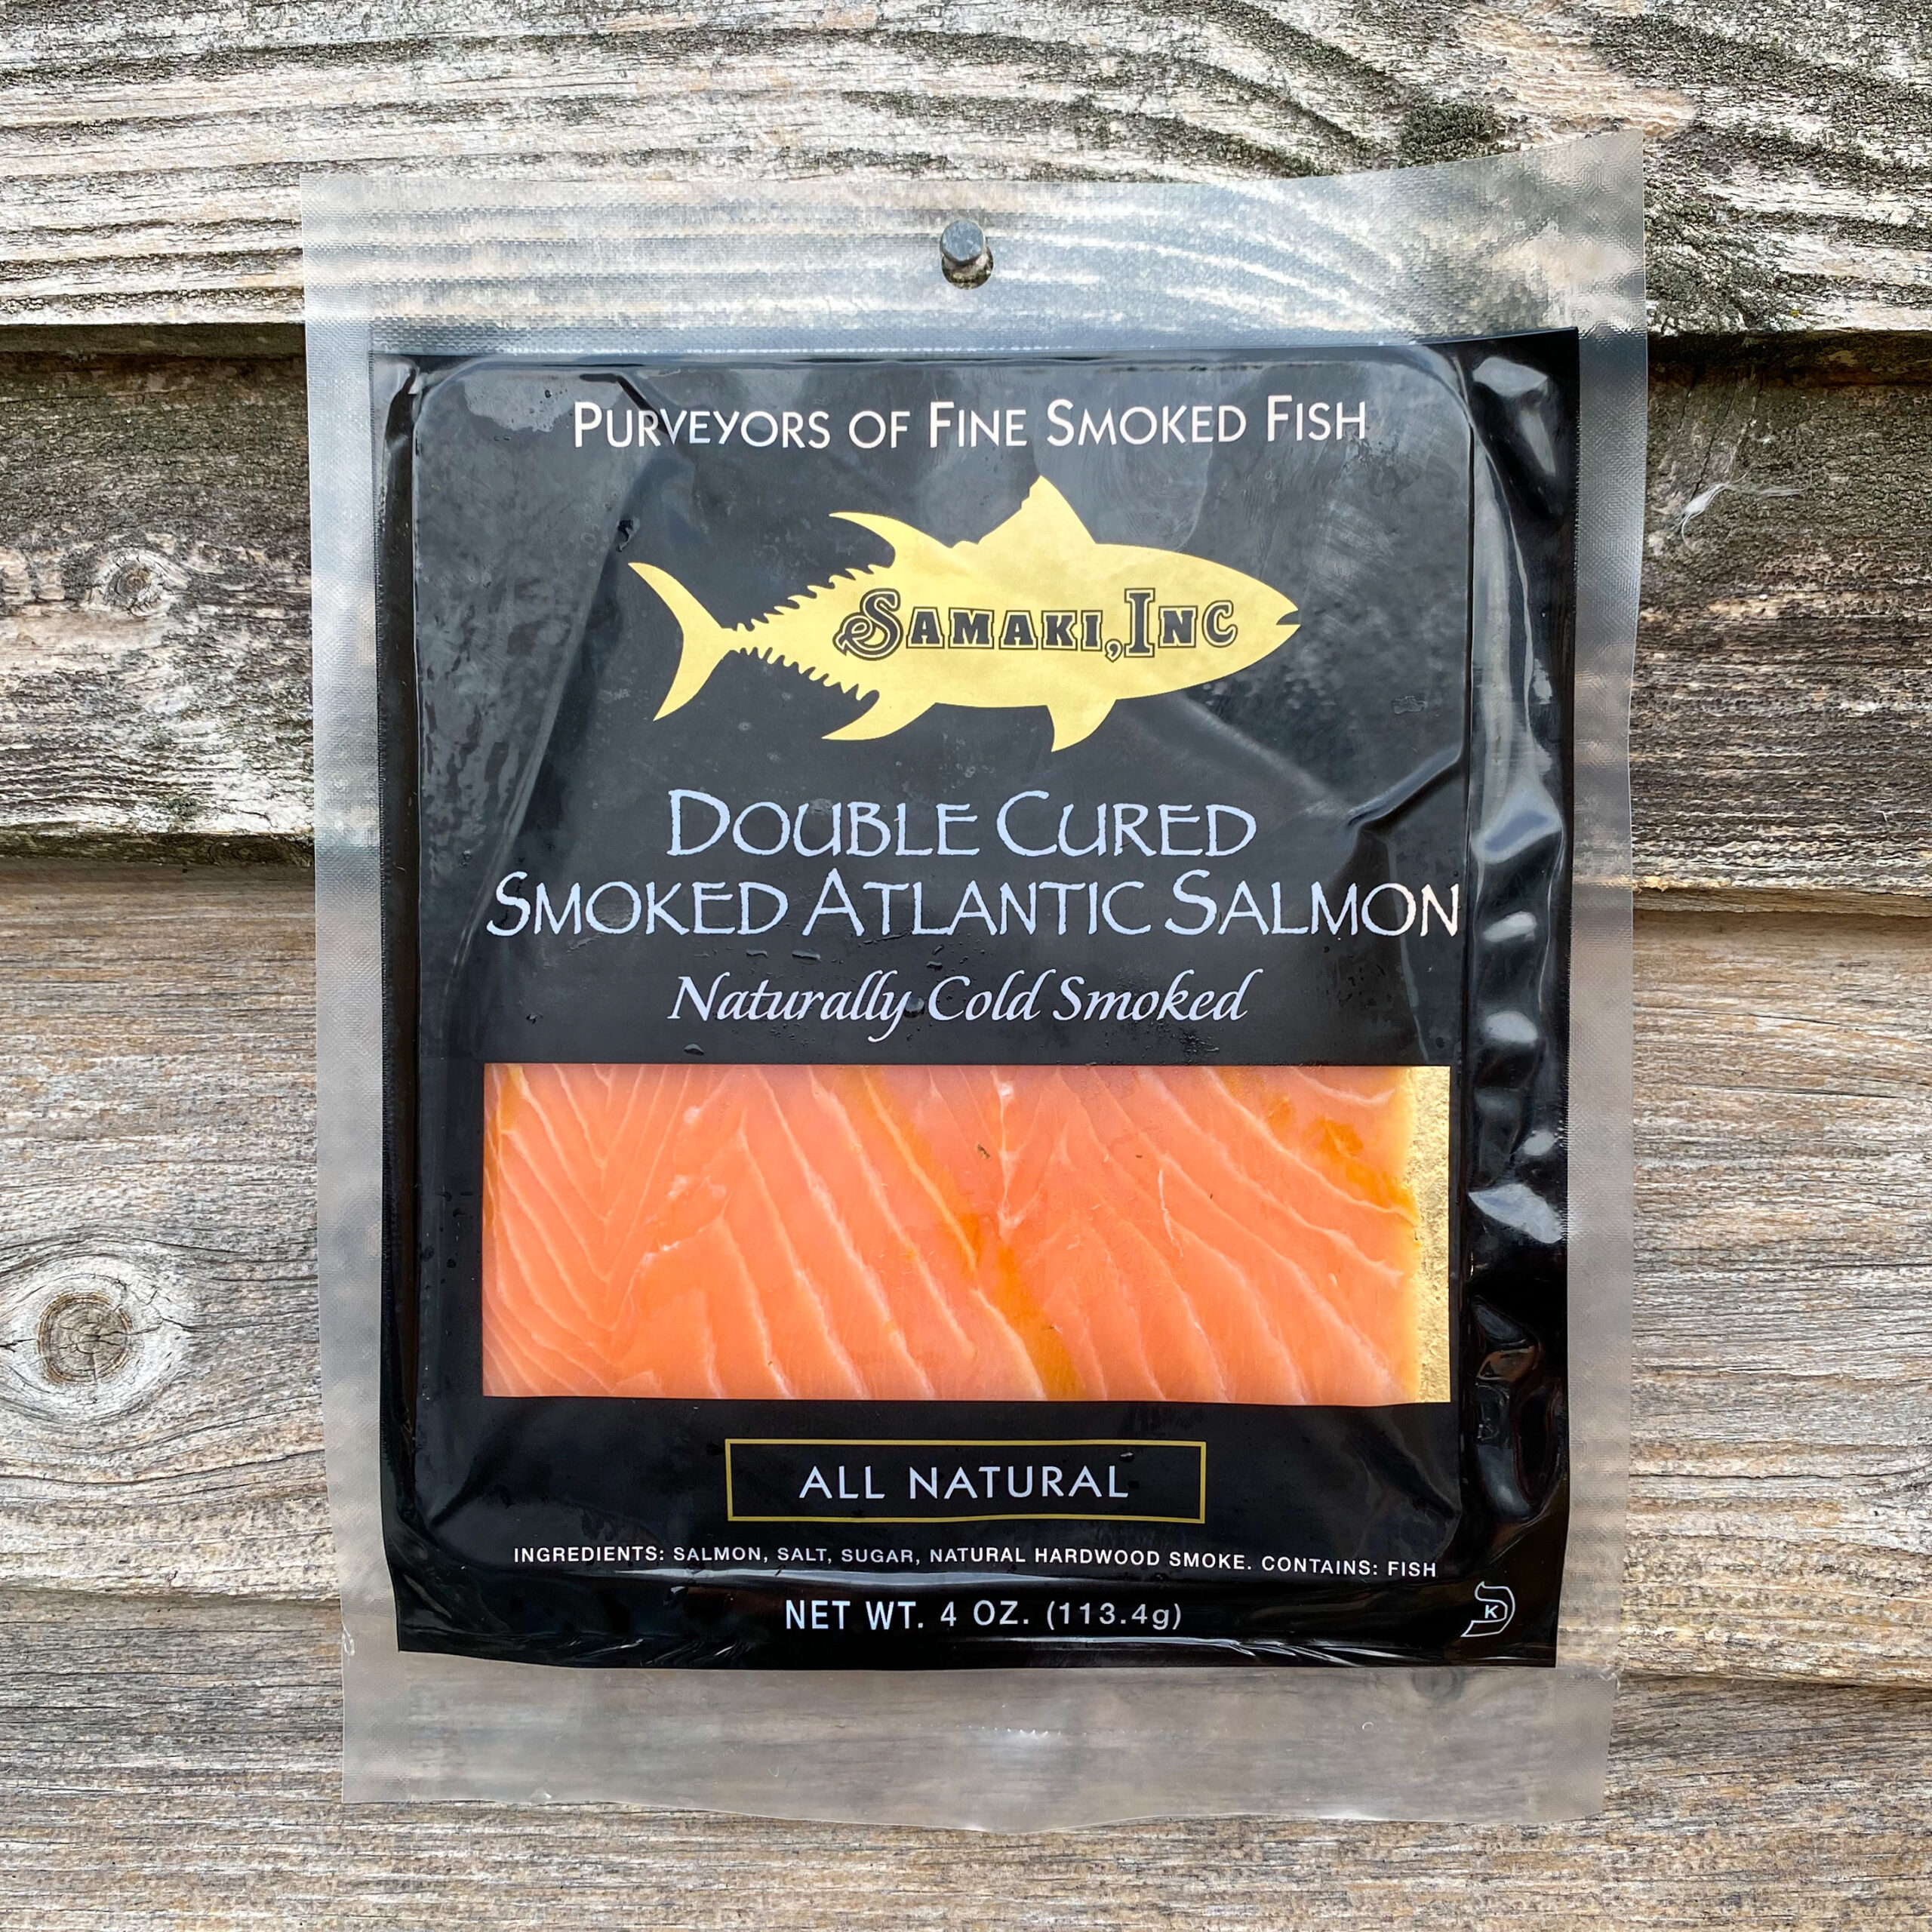 PURVEYORS OF FINE SMOKED FISH
SAMAKI, INC
DOUBLE CURED
SMOKED ATLANTIC SALMON
Naturally Cold Smoked
ALL NATURAL
INGREDIENTS: SALMON, SALT, SUGAR, NATURAL HARDWOOD SMOKE. CONTAINS: FISH
NET WT. 4 OZ. (113.4g)
K